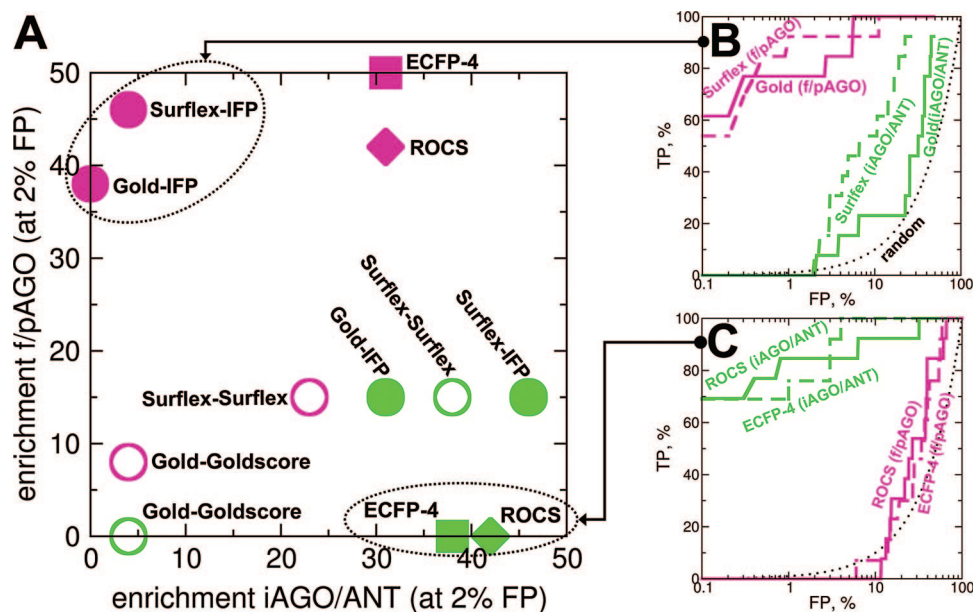 A
enrichment f/pAGO (at 2% FP)
50
40
30
20
10
0
0
10
20
30
40
50
enrichment iAGO/ANT (at 2% FP)
ECFP-4
Surflex-IFP
ROCS
Gold-IFP
Surflex-Surflex
Gold-IFP
Surflex-IFP
Surflex-Surflex
Gold-Goldscore
Gold-Goldscore
ECFP-4
ROCS
B
TP, %
100
80
60
40
20
0
0.1
1
10
100
FP, %
Surflex (f/pAGO)
Gold (f/pAGO)
Surlfex (iAGO/ANT)
Gold(iAGO/ANT)
random
C
TP, %
100
80
60
40
20
0
0.1
1
10
100
FP, %
ROCS (iAGO/ANT)
ECFP-4 (iAGO/ANT)
ROCS (f/pAGO)
ECFP-4 (f/pAGO)